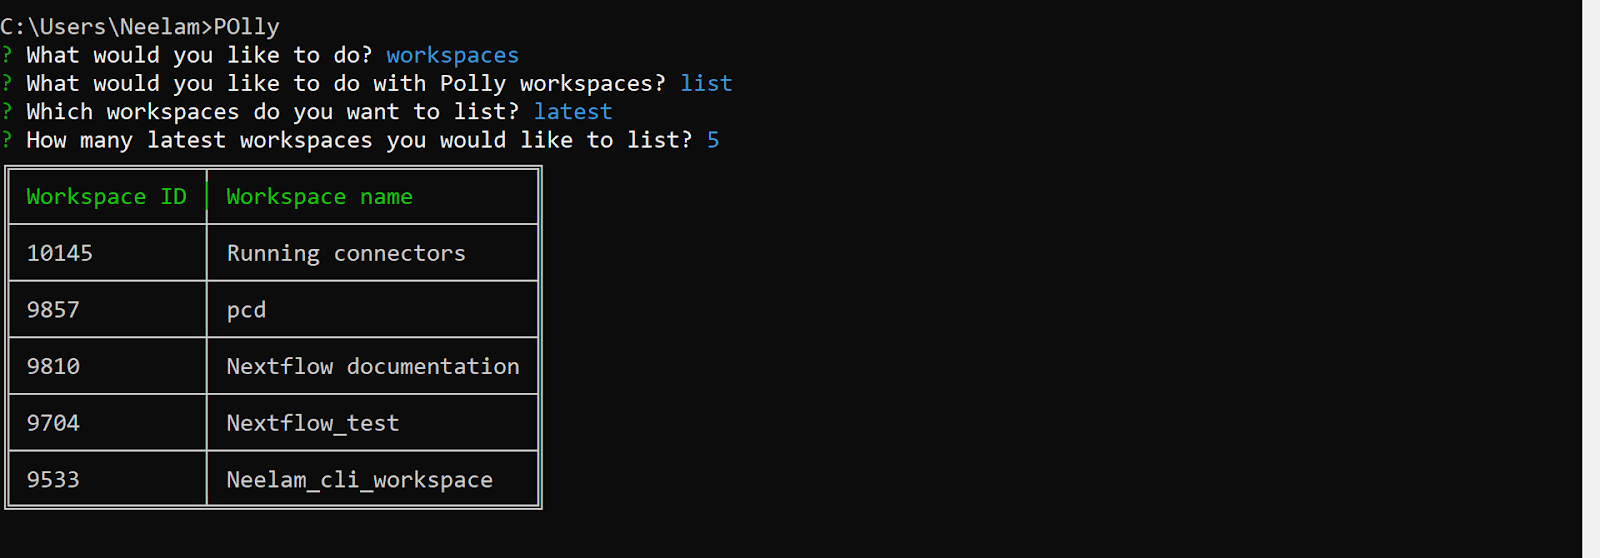 C:\Users\Neelam>POlly
? What would you like to do? workspaces
? What would you like to do with Polly workspaces? list
? Which workspaces do you want to list? latest
? How many latest workspaces you would like to list? 5
Workspace ID Workspace name
10145 Running connectors
9857 pcd
9810 Nextflow documentation
9704 Nextflow_test
9533 Neelam_cli_workspace